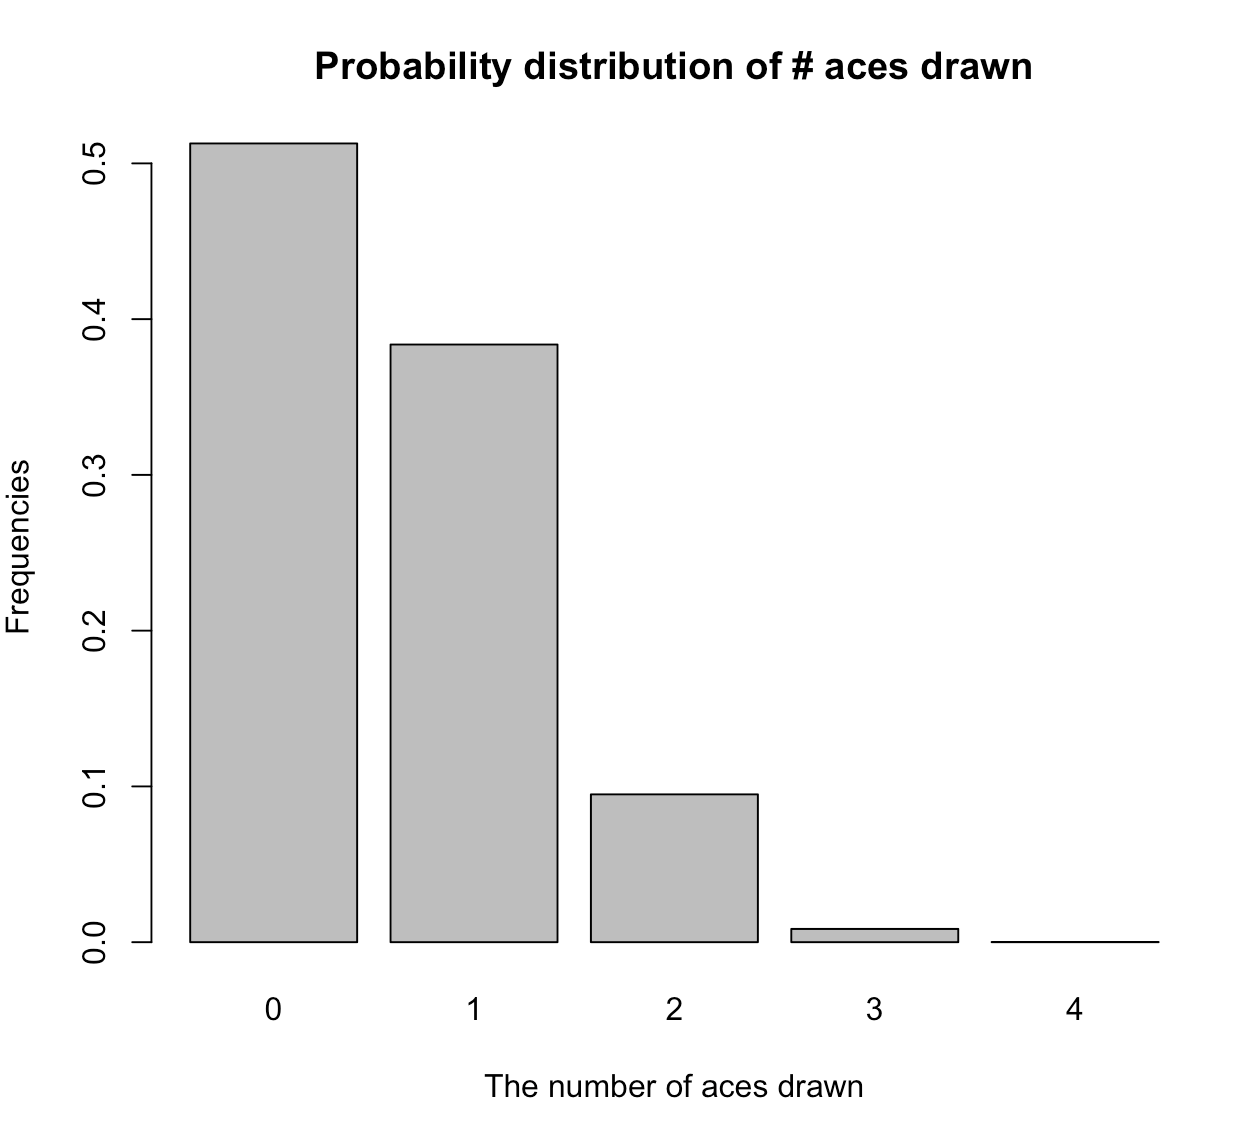 Probability distribution of # aces drawn
Frequencies
0.5
0.4
0.3
0.2
0.1
0.0
0 1 2 3 4
The number of aces drawn